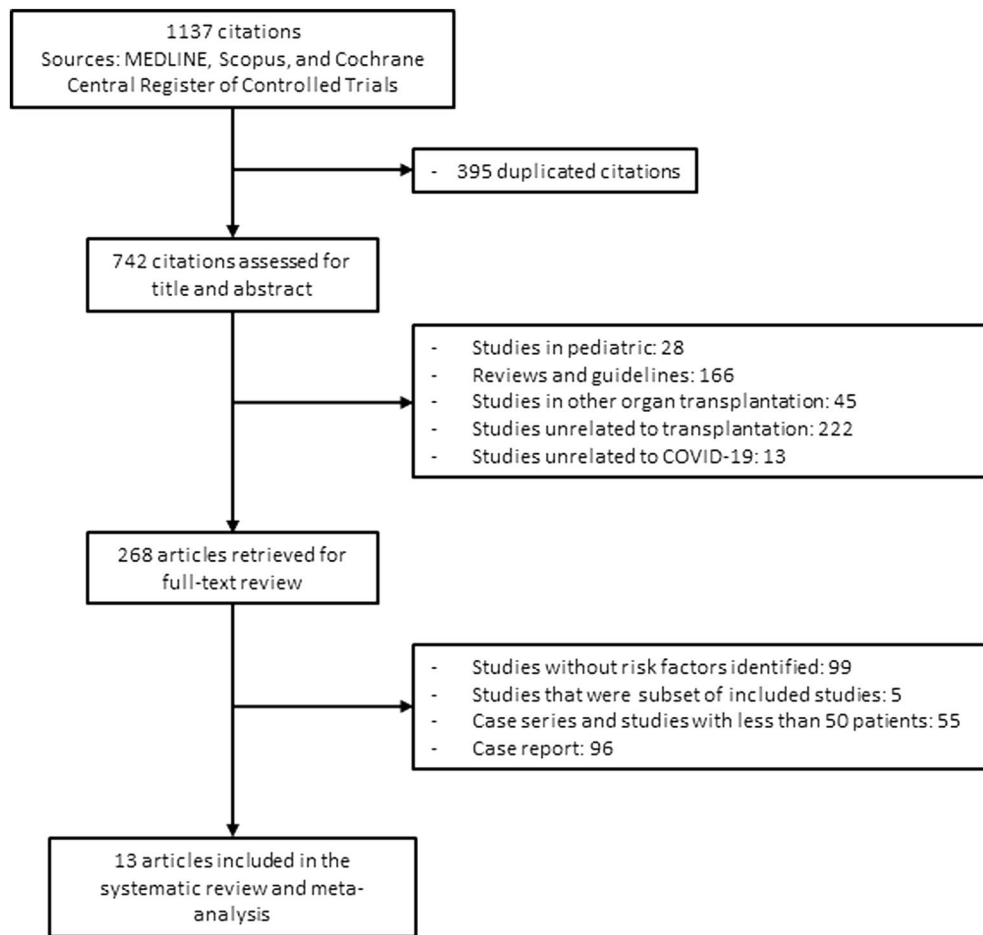 1137 citations
Sources: MEDLINE, Scopus, and Cochrane
Central Register of Controlled Trials
- 395 duplicated citations
742 citations assessed for
title and abstract
- Studies in pediatric: 28
- Reviews and guidelines: 166
- Studies in other organ transplantation: 45
- Studies unrelated to transplantation: 222
- Studies unrelated to COVID-19: 13
268 articles retrieved for
full-text review
- Studies without risk factors identified: 99
- Studies that were subset of included studies: 5
- Case series and studies with less than 50 patients: 55
- Case report: 96
13 articles included in the
systematic review and meta-
analysis